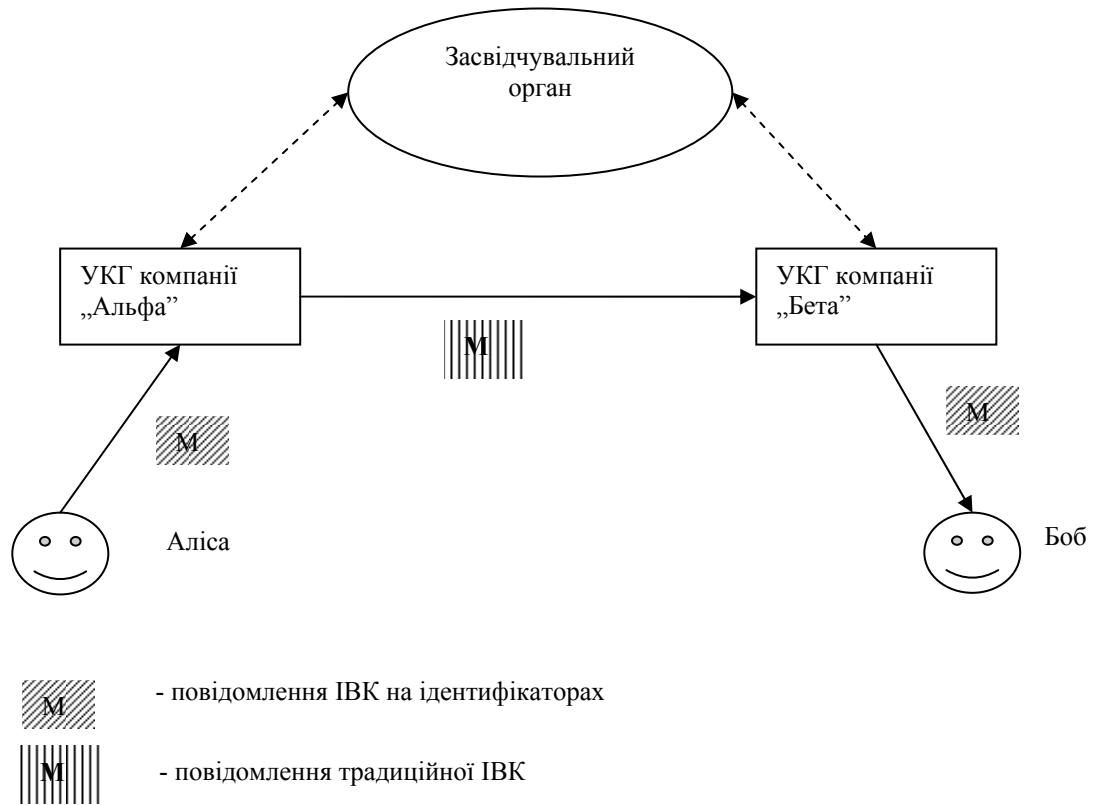 Засвідчувальний
орган
УКГ компанії
„Альфа”
УКГ компанії
„Бета”
М
М
М
Аліса
Боб
М - повідомлення ІВК на ідентифікаторах
М - повідомлення традиційної ІВК